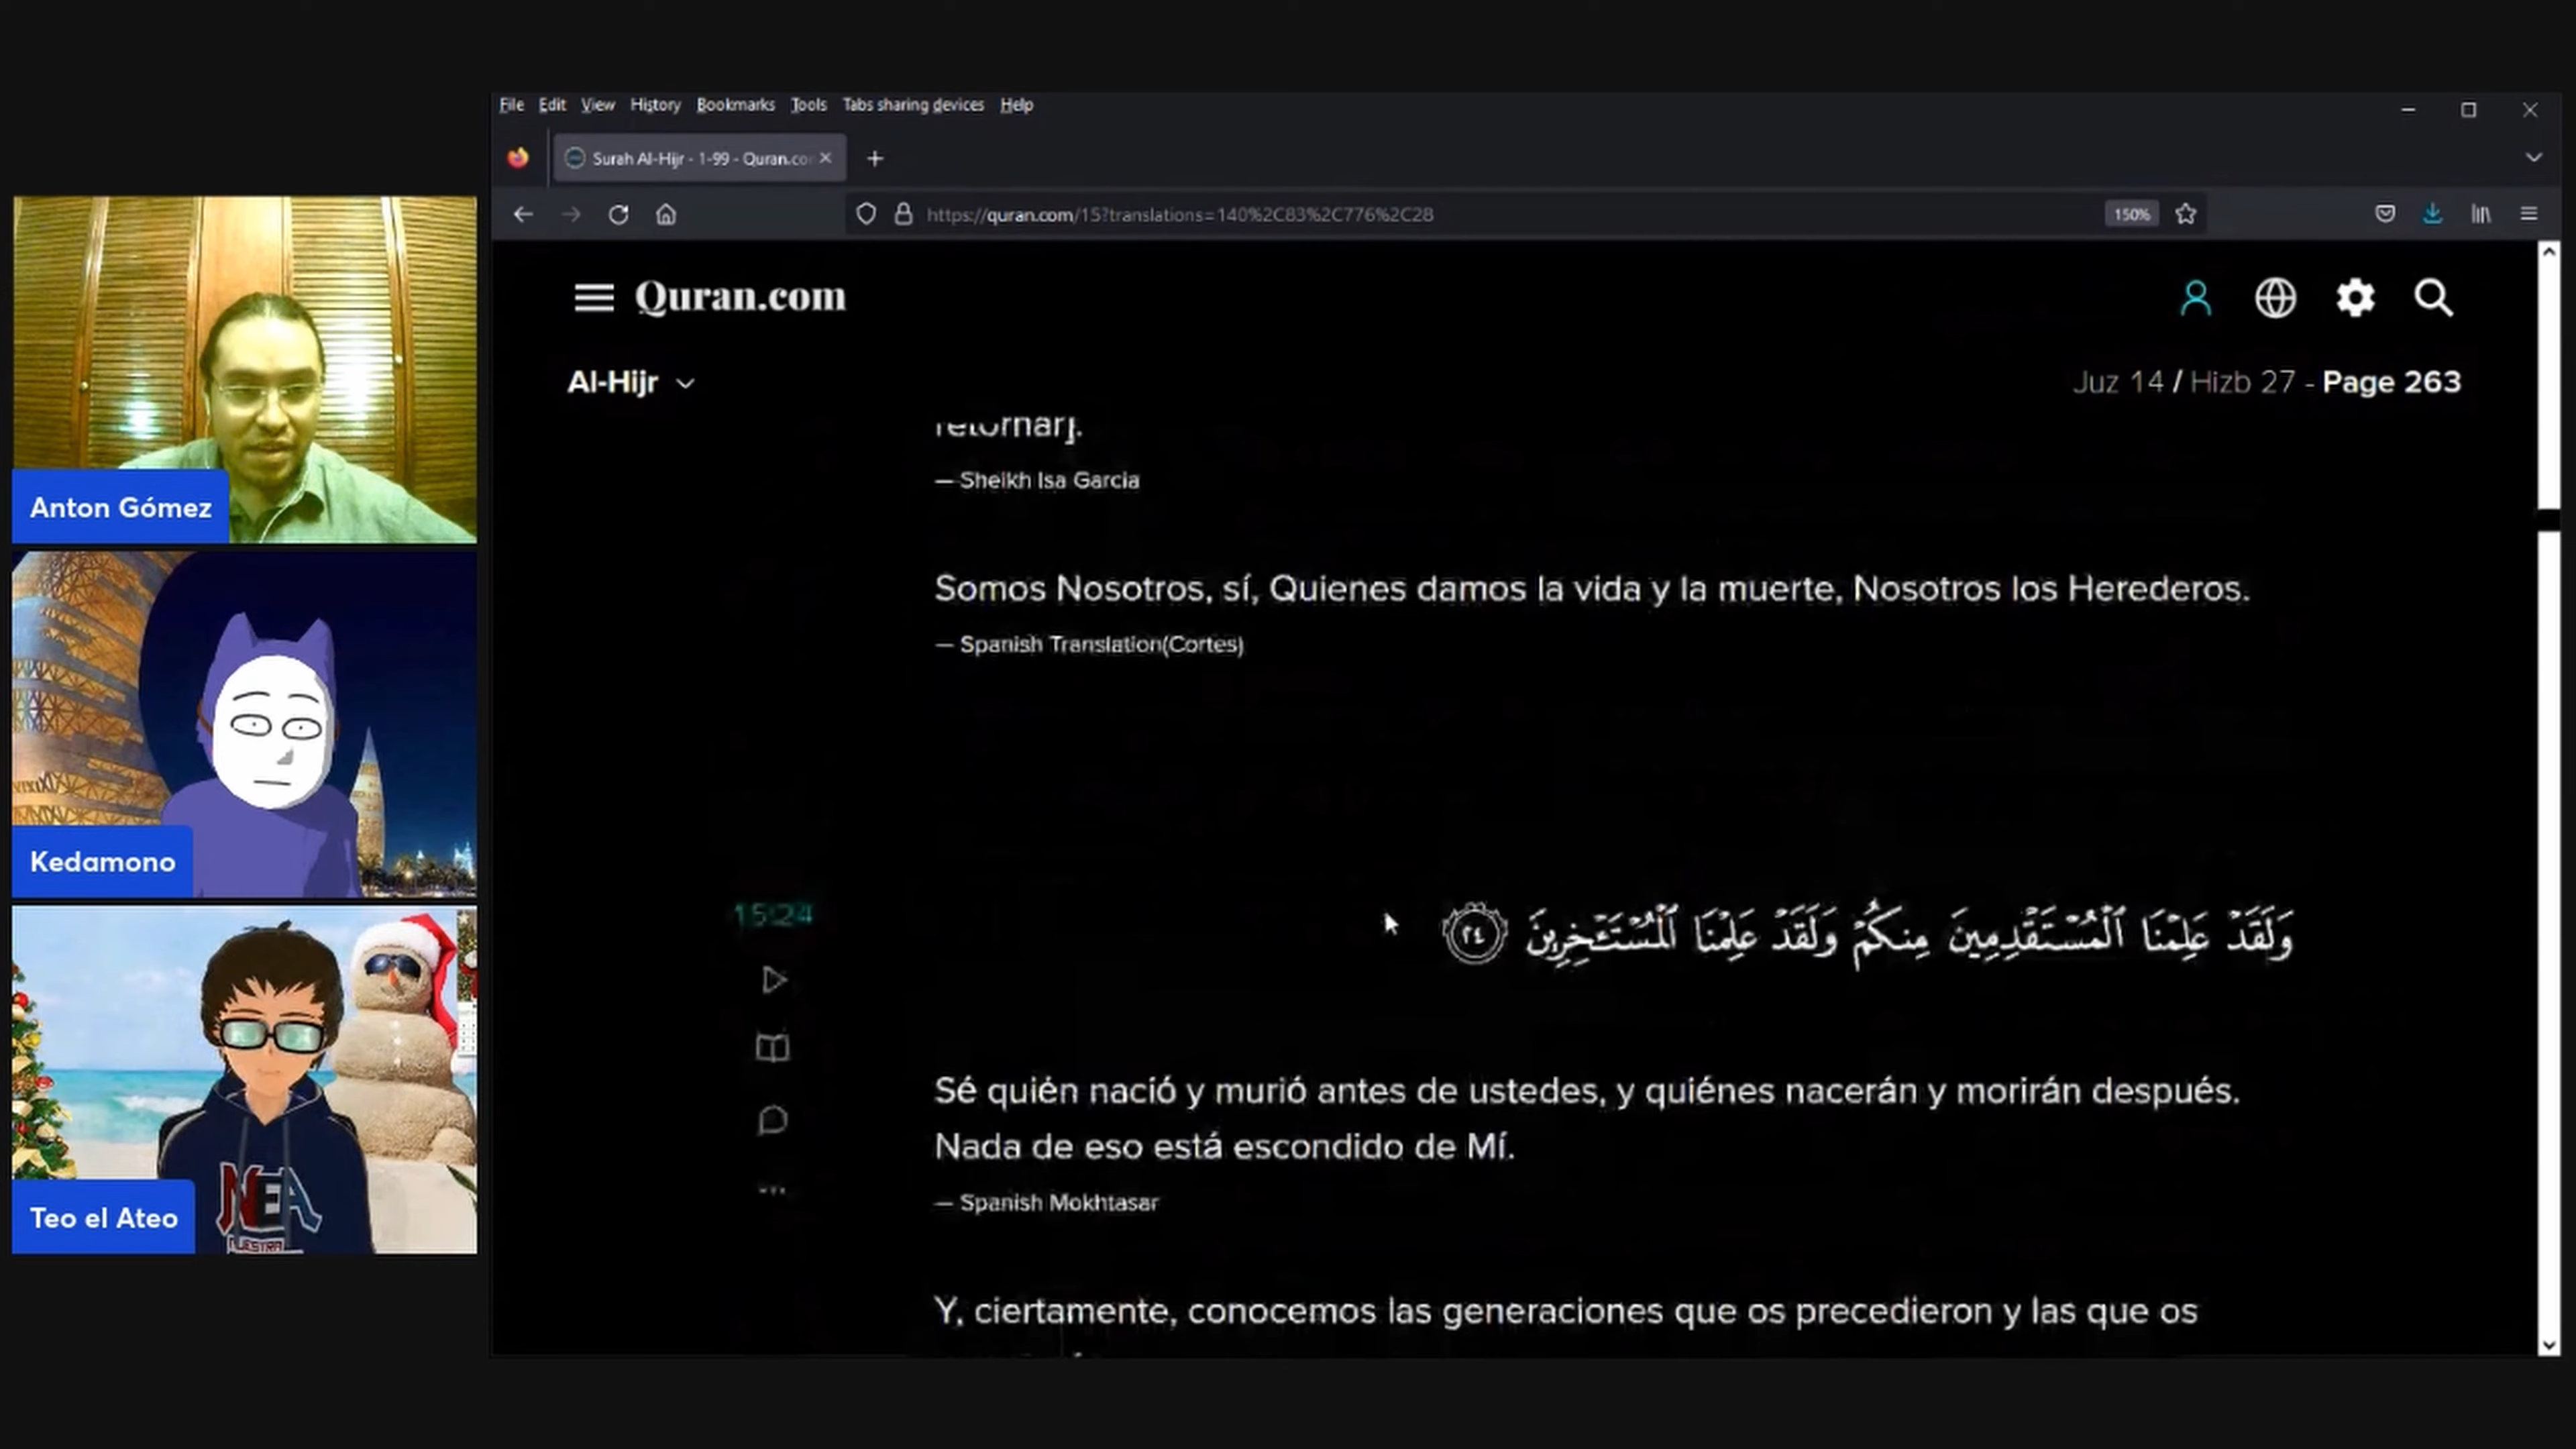 File Edit View History Bookmarks Tools Tabs sharing devices Help
Surah Al-Hijr - 1-99 - Quran.co
https://quran.com/15?translations=140%2C83%2C776%2C28
150%
Quran.com
Al-Hijr
Juz 14 / Hizb 27 - Page 263
retornar].
— Sheikh Isa Garcia
Somos Nosotros, sí, Quienes damos la vida y la muerte, Nosotros los Herederos.
— Spanish Translation(Cortes)
15:24
وَلَقَدْ عَلِمْنَا ٱلْمُسْتَقْدِمِينَ مِنكُمْ وَلَقَدْ عَلِمْنَا ٱلْمُسْتَـْٔخِرِينَ ٢٤
Sé quién nació y murió antes de ustedes, y quiénes nacerán y morirán después.
Nada de eso está escondido de Mí.
— Spanish Mokhtasar
Y, ciertamente, conocemos las generaciones que os precedieron y las que os
Anton Gómez
Kedamono
NEA
NUESTRA
Teo el Ateo